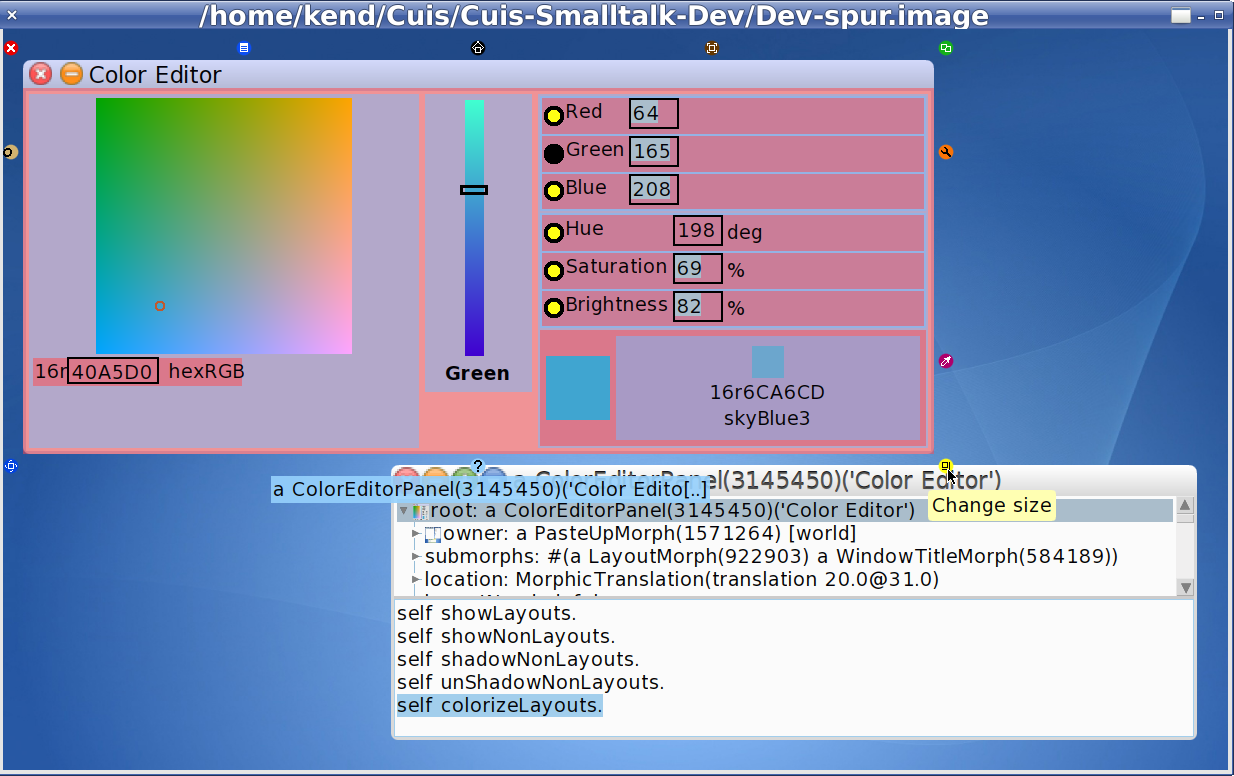 /home/kend/Cuis/Cuis-Smalltalk-Dev/Dev-spur.image
Color Editor
Red 64
Green 165
Blue 208
Hue 198 deg
Saturation 69 %
Brightness 82 %
16r 40A5D0 hexRGB
Green
16r6CA6CD
skyBlue3
?
a ColorEditorPanel(3145450)('Color Editor')
a ColorEditorPanel(3145450)('Color Edito[..]
Change size
root: a ColorEditorPanel(3145450)('Color Editor')
owner: a PasteUpMorph(1571264) [world]
submorphs: #(a LayoutMorph(922903) a WindowTitleMorph(584189))
location: MorphicTranslation(translation 20.0@31.0)
self showLayouts.
self showNonLayouts.
self shadowNonLayouts.
self unShadowNonLayouts.
self colorizeLayouts.